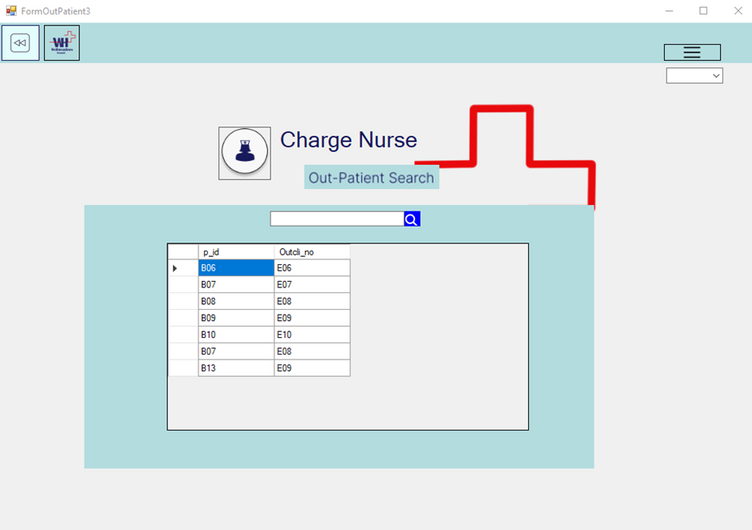 FormOutPatient3
WH
Charge Nurse
Out-Patient Search
p_id Outcli_no
B06 E06
B07 E07
B08 E08
B09 E09
B10 E10
B07 E08
B13 E09